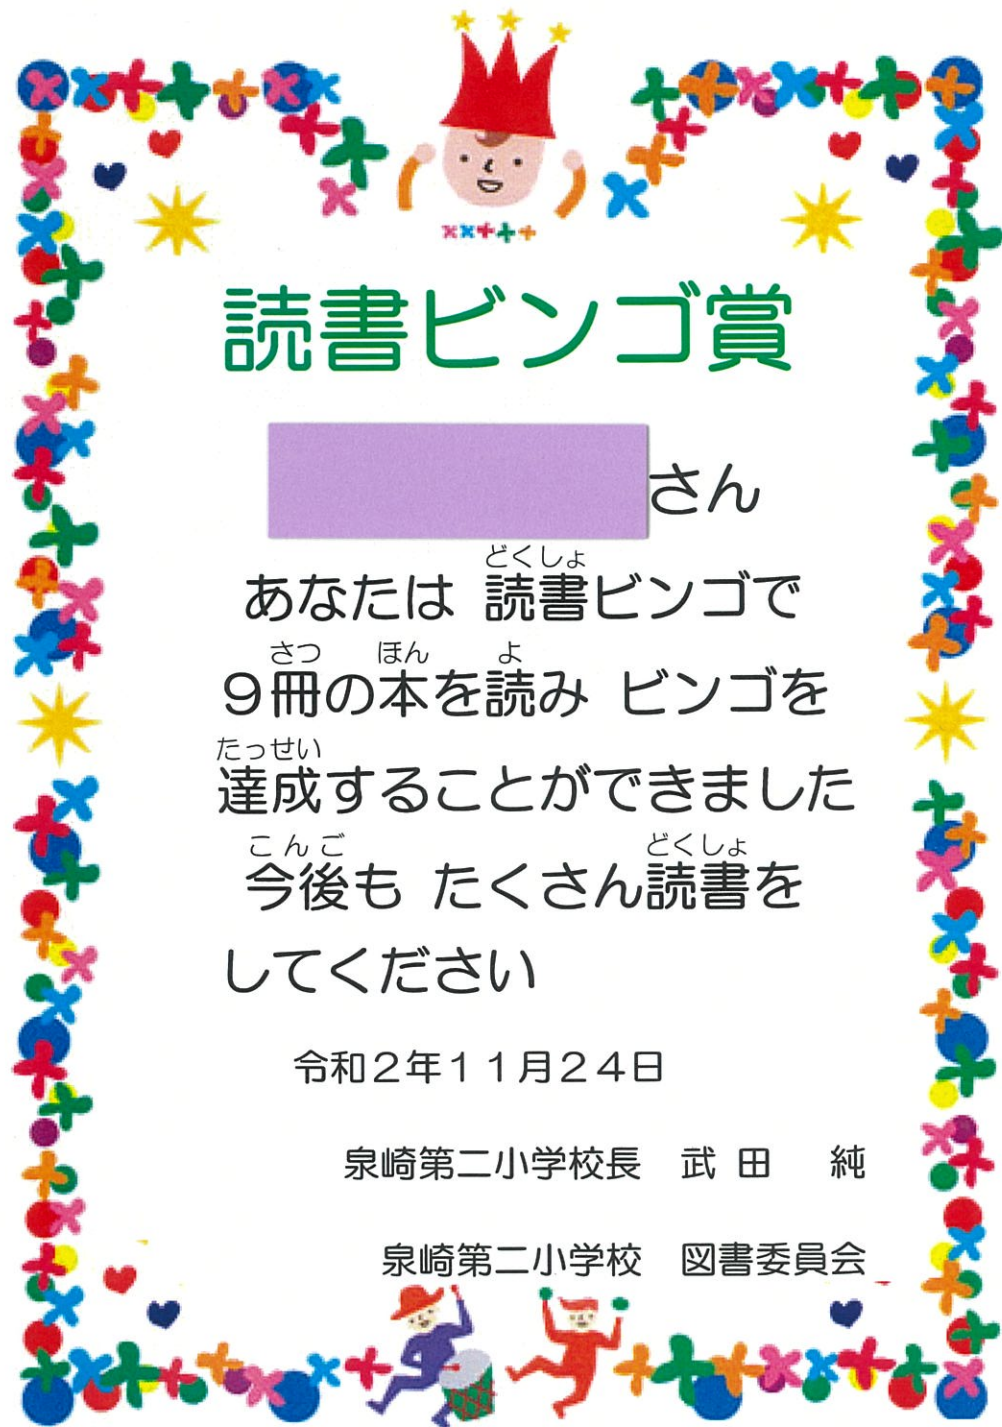 読書ビンゴ賞
さん
どくしょ
あなたは 読書ビンゴで
さつ ほん よ
9冊の本を読み ビンゴを
たっせい
達成することができました
こんご どくしょ
今後も たくさん読書を
してください
令和2年11月24日
泉崎第二小学校長 武田 純
泉崎第二小学校 図書委員会